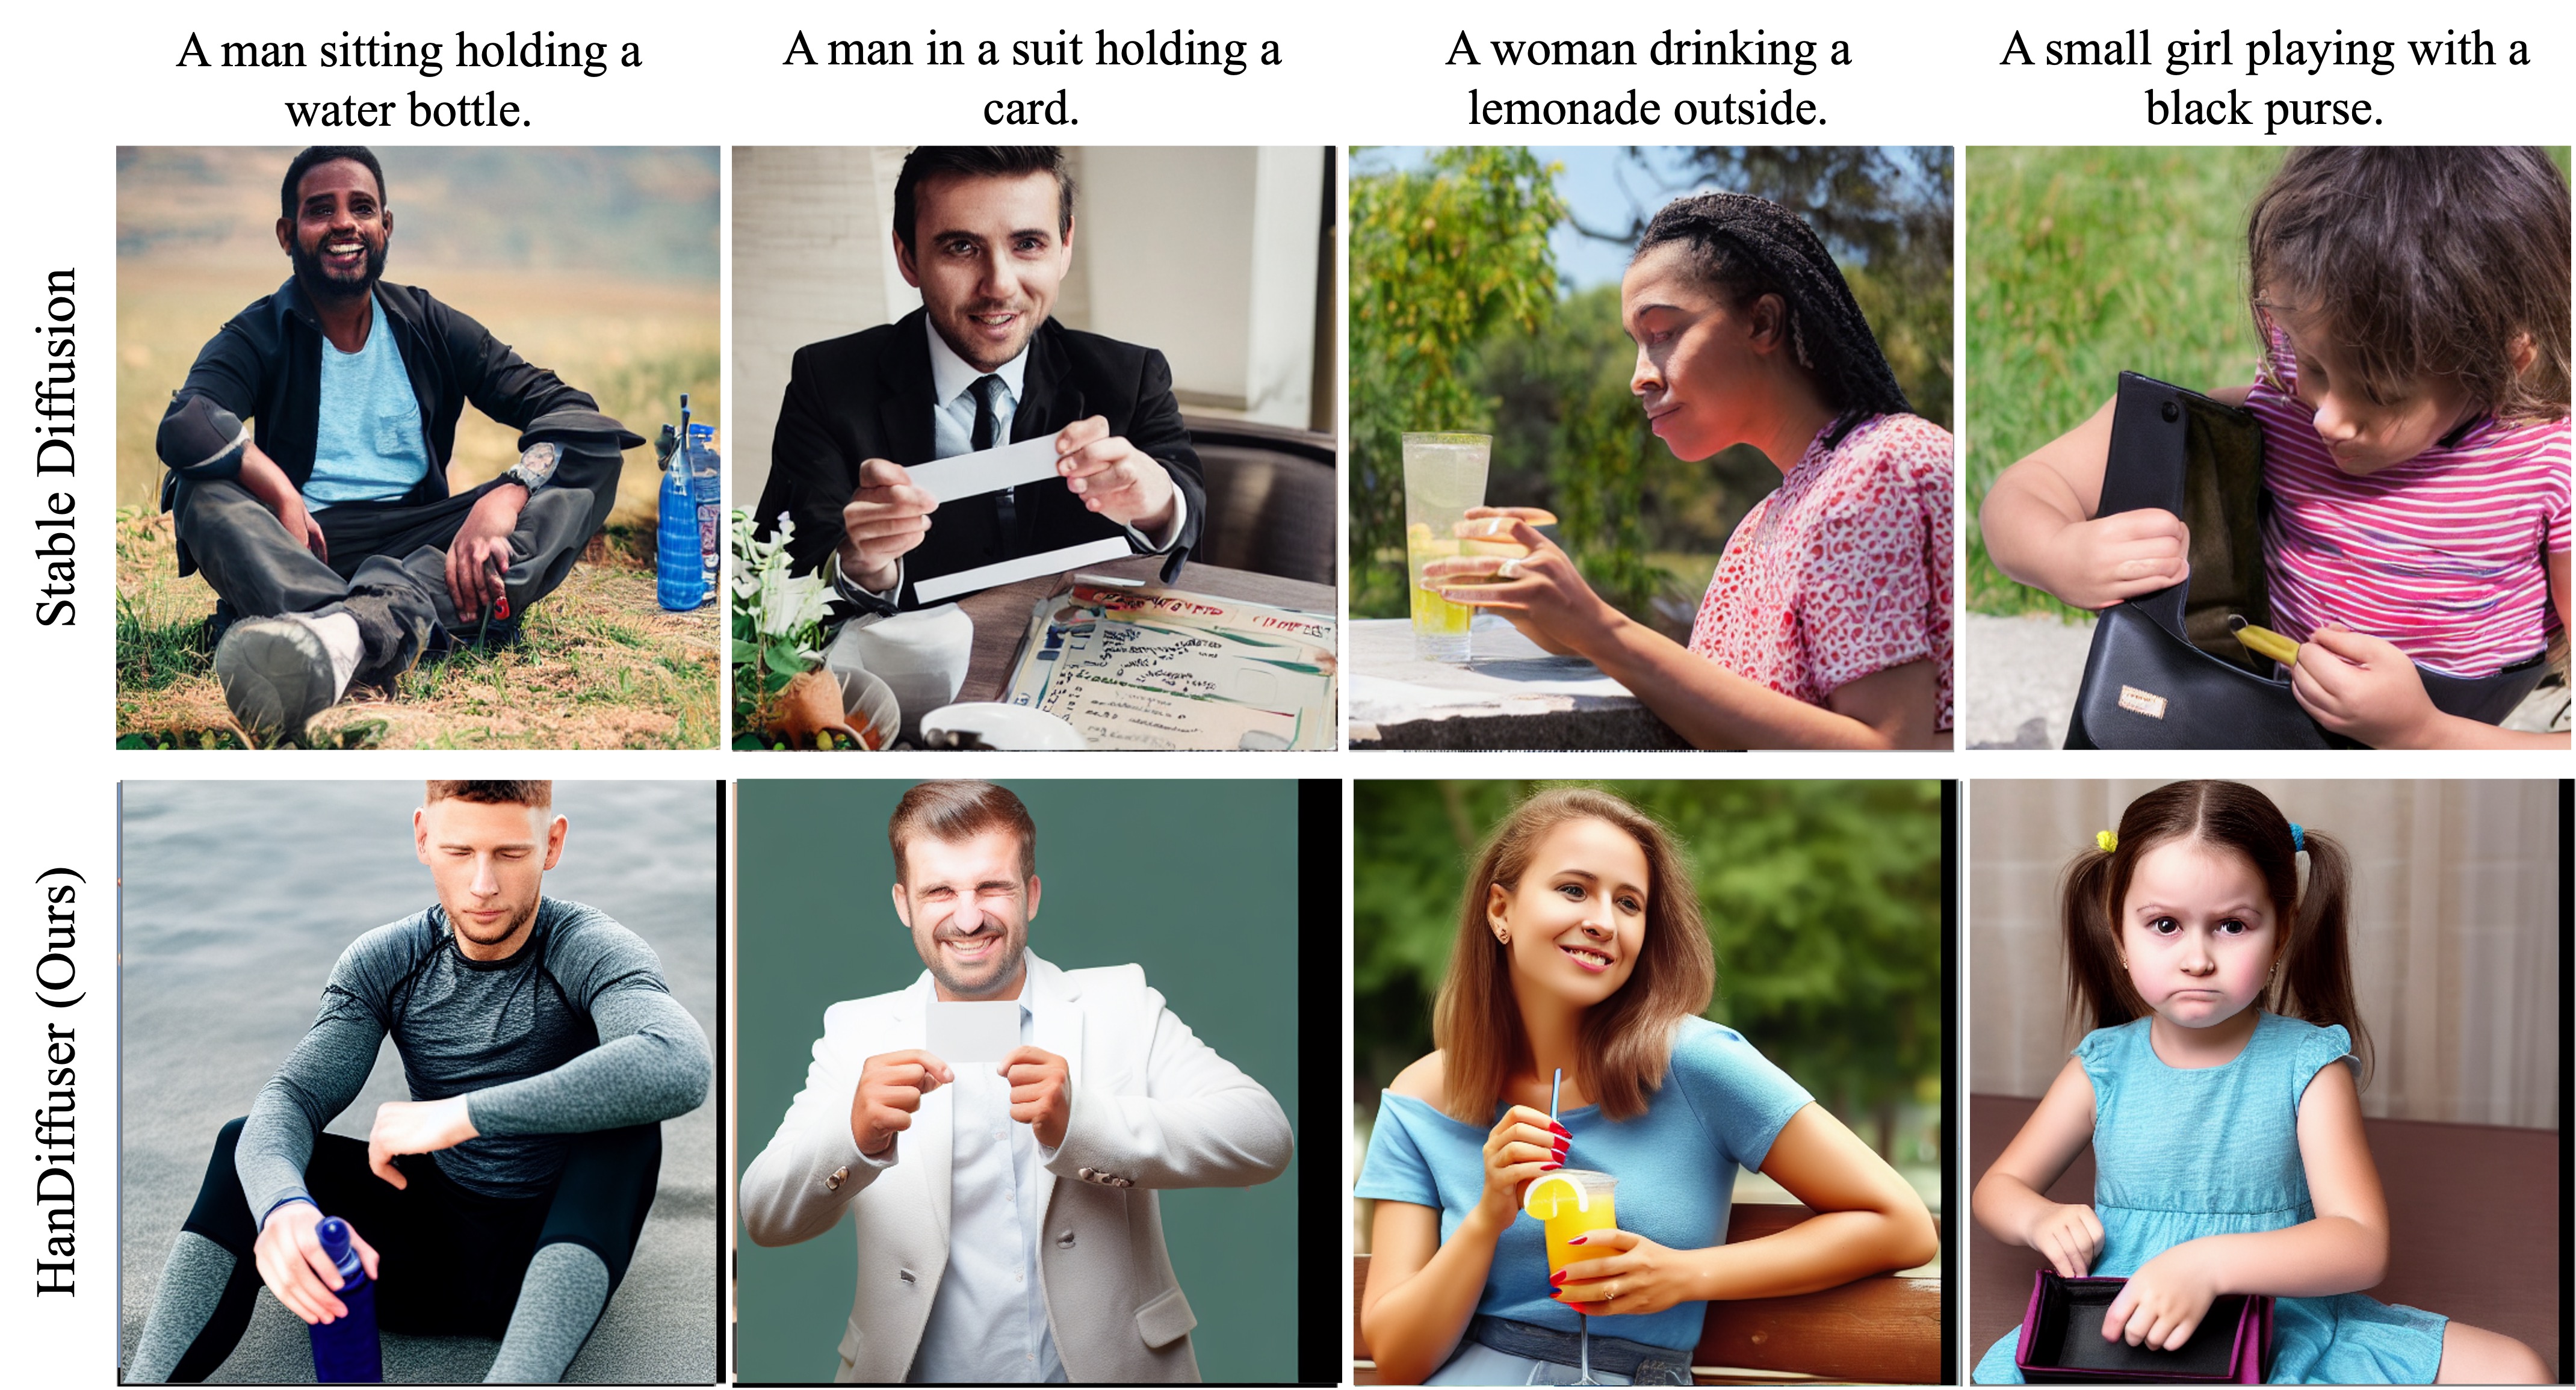 A man sitting holding a
water bottle.
A man in a suit holding a
card.
A woman drinking a
lemonade outside.
A small girl playing with a
black purse.
Stable Diffusion
HanDiffuser (Ours)